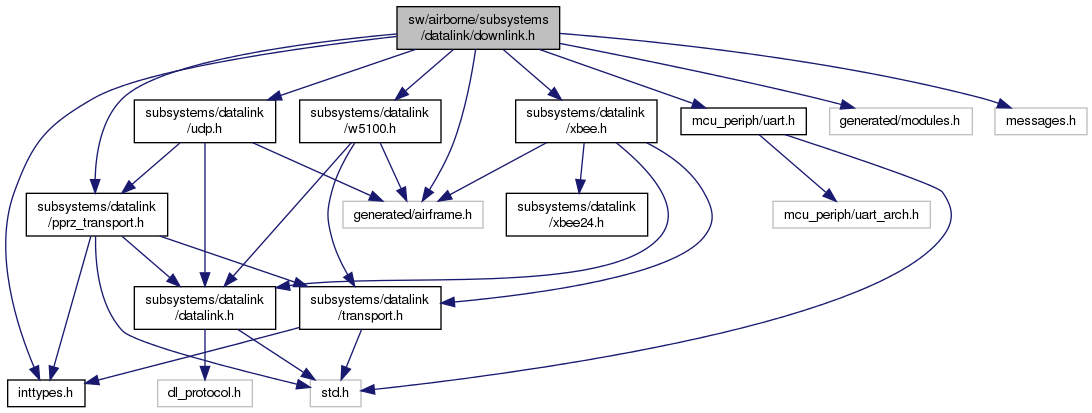 sw/airborne/subsystems
/datalink/downlink.h
subsystems/datalink
/udp.h
subsystems/datalink
/w5100.h
subsystems/datalink
/xbee.h
mcu_periph/uart.h
generated/modules.h
messages.h
subsystems/datalink
/pprz_transport.h
generated/airframe.h
subsystems/datalink
/xbee24.h
mcu_periph/uart_arch.h
subsystems/datalink
/datalink.h
subsystems/datalink
/transport.h
inttypes.h
dl_protocol.h
std.h